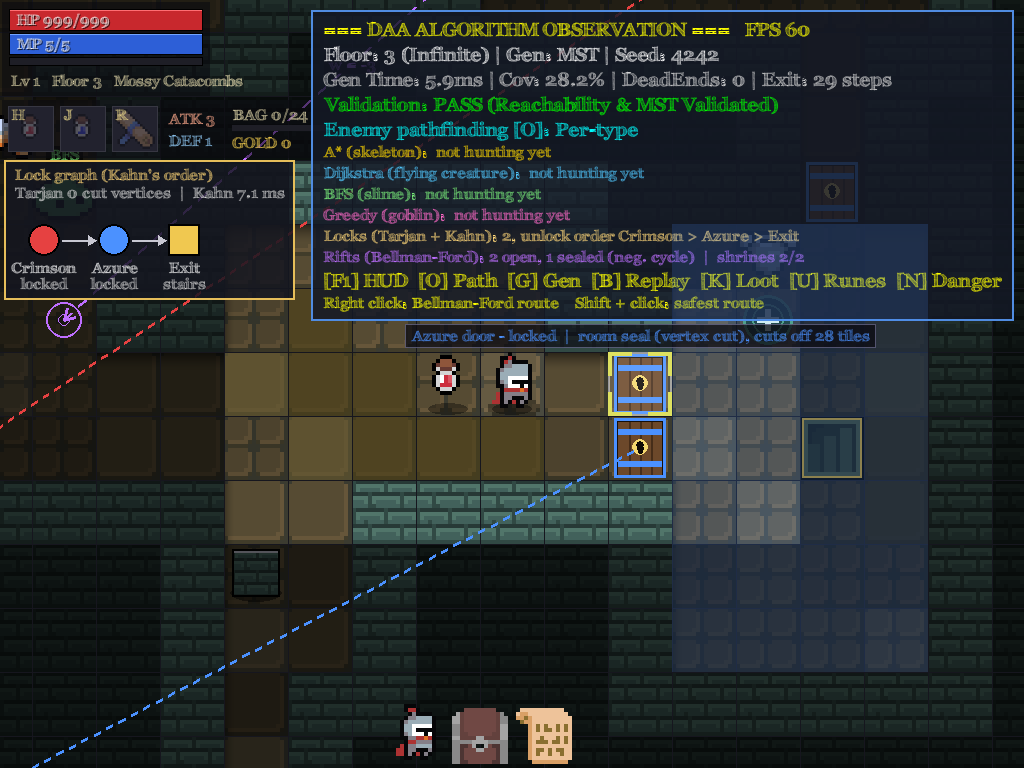 HP 999/999
MP 5/5
Lv 1 Floor 3 Mossy Catacombs
H J R
ATK 3
DEF 1
BAG 0/24
GOLD 0
BFS
Lock graph (Kahn's order)
Tarjan 0 cut vertices | Kahn 7.1 ms
Crimson locked
Azure locked
Exit stairs
=== DAA ALGORITHM OBSERVATION === FPS 60
Floor: 3 (Infinite) | Gen: MST | Seed: 4242
Gen Time: 5.9ms | Cov: 28.2% | DeadEnds: 0 | Exit: 29 steps
Validation: PASS (Reachability & MST Validated)
Enemy pathfinding [O]: Per-type
A* (skeleton): not hunting yet
Dijkstra (flying creature): not hunting yet
BFS (slime): not hunting yet
Greedy (goblin): not hunting yet
Locks (Tarjan + Kahn): 2, unlock order Crimson > Azure > Exit
Rifts (Bellman-Ford): 2 open, 1 sealed (neg. cycle) | shrines 2/2
[F1] HUD [O] Path [G] Gen [B] Replay [K] Loot [U] Runes [N] Danger
Right click: Bellman-Ford route Shift + click: safest route
Azure door - locked | room seal (vertex cut), cuts off 28 tiles